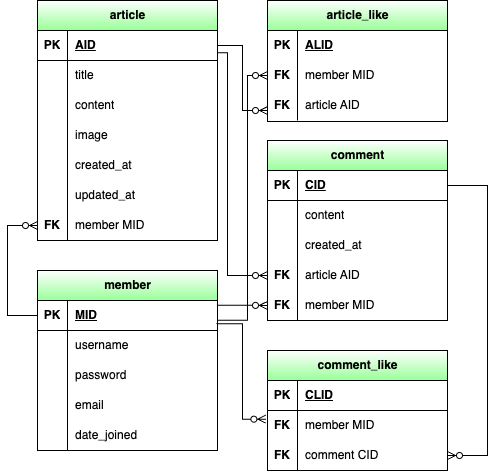 article
PK AID
title
content
image
created_at
updated_at
FK member MID
article_like
PK ALID
FK member MID
FK article AID
comment
PK CID
content
created_at
FK article AID
FK member MID
member
PK MID
username
password
email
date_joined
comment_like
PK CLID
FK member MID
FK comment CID